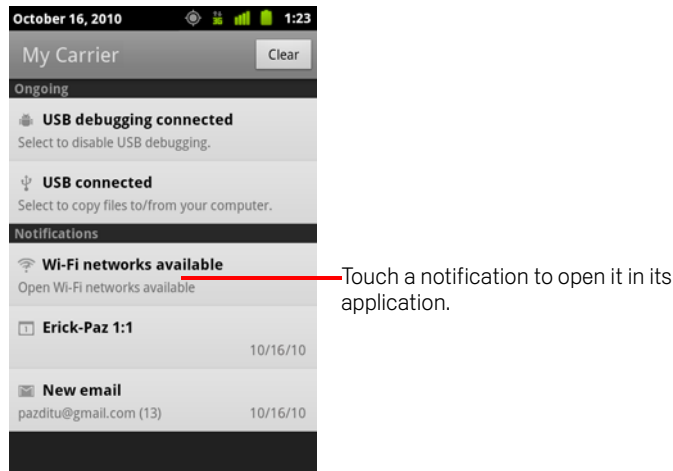 October 16, 2010 3G 1:23
My Carrier Clear
Ongoing
USB debugging connected
Select to disable USB debugging.
USB connected
Select to copy files to/from your computer.
Notifications
Wi-Fi networks available
Open Wi-Fi networks available
Touch a notification to open it in its
application.
1 Erick-Paz 1:1
10/16/10
New email
pazditu@gmail.com (13) 10/16/10